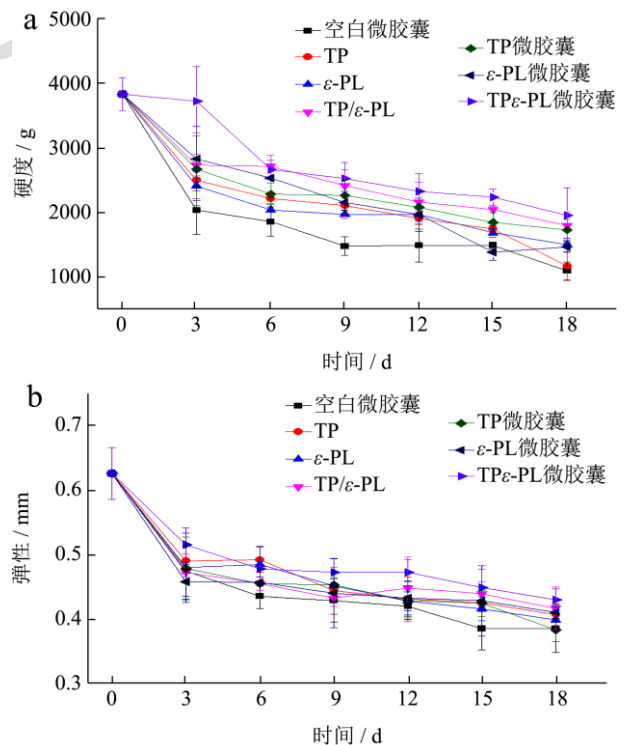 a
空白微胶囊
TP
ε-PL
TP/ε-PL
TP微胶囊
ε-PL微胶囊
TPε-PL微胶囊
硬度 / g
5000
4000
3000
2000
1000
0 3 6 9 12 15 18
时间 / d
b
空白微胶囊
TP
ε-PL
TP/ε-PL
TP微胶囊
ε-PL微胶囊
TPε-PL微胶囊
弹性 / mm
0.7
0.6
0.5
0.4
0.3
0 3 6 9 12 15 18
时间 / d